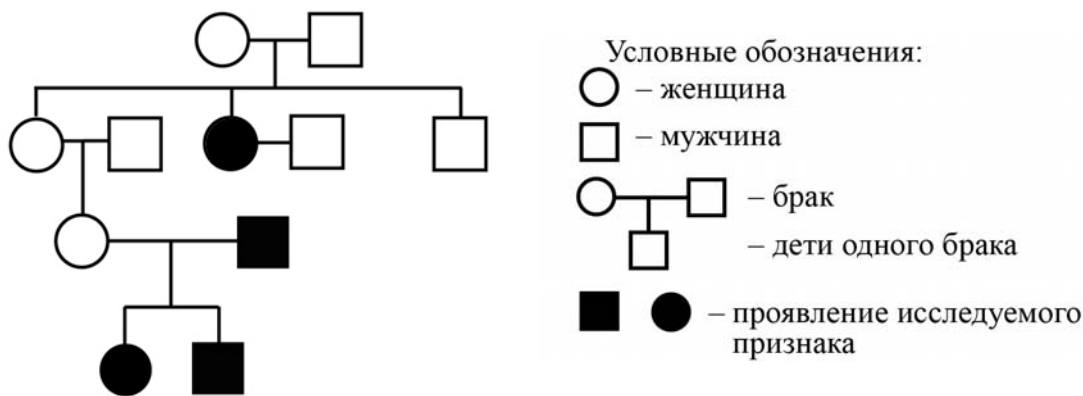 Условные обозначения:
– женщина
– мужчина
– брак
– дети одного брака
– проявление исследуемого
признака